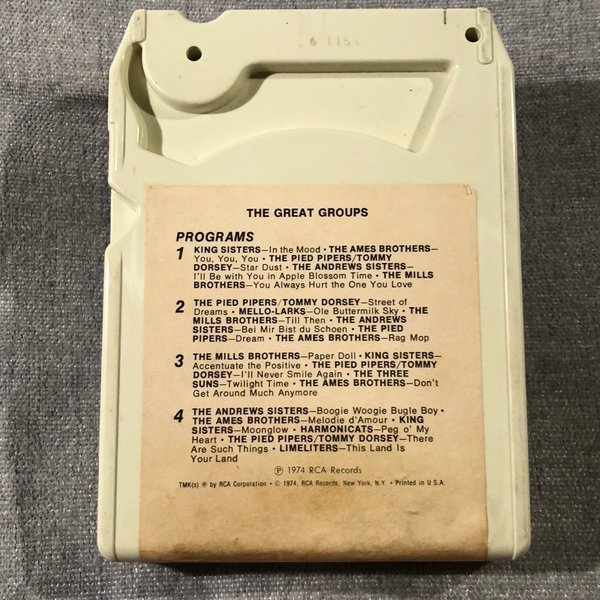 THE GREAT GROUPS
PROGRAMS
1 KING SISTERS—In the Mood • THE AMES BROTHERS—
You, You, You • THE PIED PIPERS/TOMMY
DORSEY—Star Dust • THE ANDREWS SISTERS—
I'll Be with You in Apple Blossom Time • THE MILLS
BROTHERS—You Always Hurt the One You Love
2 THE PIED PIPERS/TOMMY DORSEY—Street of
Dreams • MELLO-LARKS—Ole Buttermilk Sky • THE
MILLS BROTHERS—Till Then • THE ANDREWS
SISTERS—Bei Mir Bist du Schoen • THE PIED
PIPERS—Dream • THE AMES BROTHERS—Rag Mop
3 THE MILLS BROTHERS—Paper Doll • KING SISTERS—
Accentuate the Positive • THE PIED PIPERS/TOMMY
DORSEY—I'll Never Smile Again • THE THREE
SUNS—Twilight Time • THE AMES BROTHERS—Don't
Get Around Much Anymore
4 THE ANDREWS SISTERS—Boogie Woogie Bugle Boy •
THE AMES BROTHERS—Melodie d'Amour • KING
SISTERS—Moonglow • HARMONICATS—Peg o' My
Heart • THE PIED PIPERS/TOMMY DORSEY—There
Are Such Things • LIMELITERS—This Land Is
Your Land
℗ 1974 RCA Records
TMK(s) ® by RCA Corporation • © 1974, RCA Records, New York, N.Y. • Printed in U.S.A.